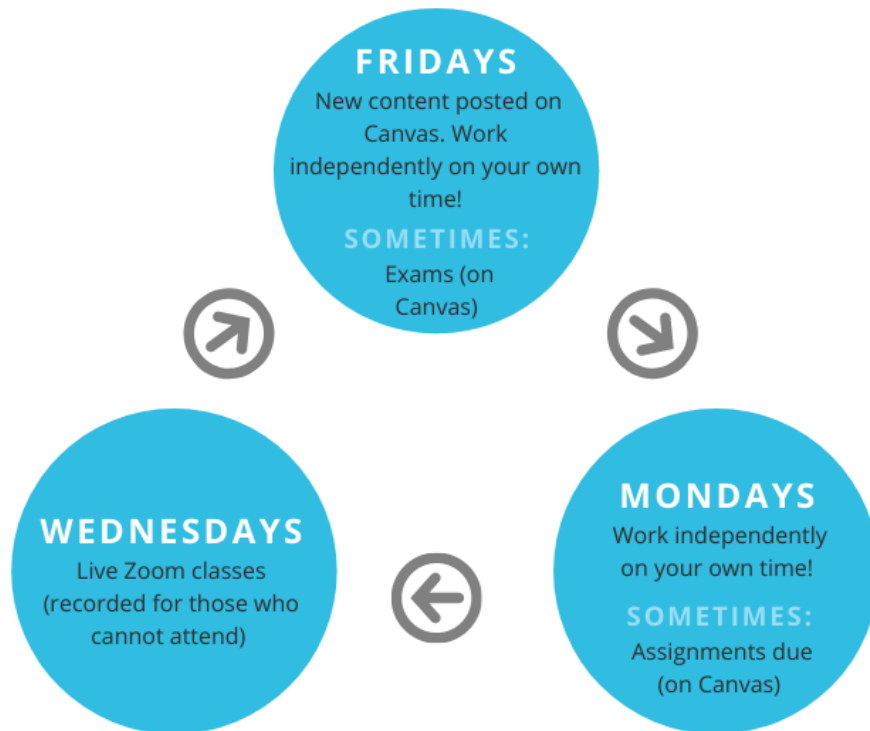 FRIDAYS
New content posted on
Canvas. Work
independently on your own
time!
SOMETIMES:
Exams (on
Canvas)
WEDNESDAYS
Live Zoom classes
(recorded for those who
cannot attend)
MONDAYS
Work independently
on your own time!
SOMETIMES:
Assignments due
(on Canvas)